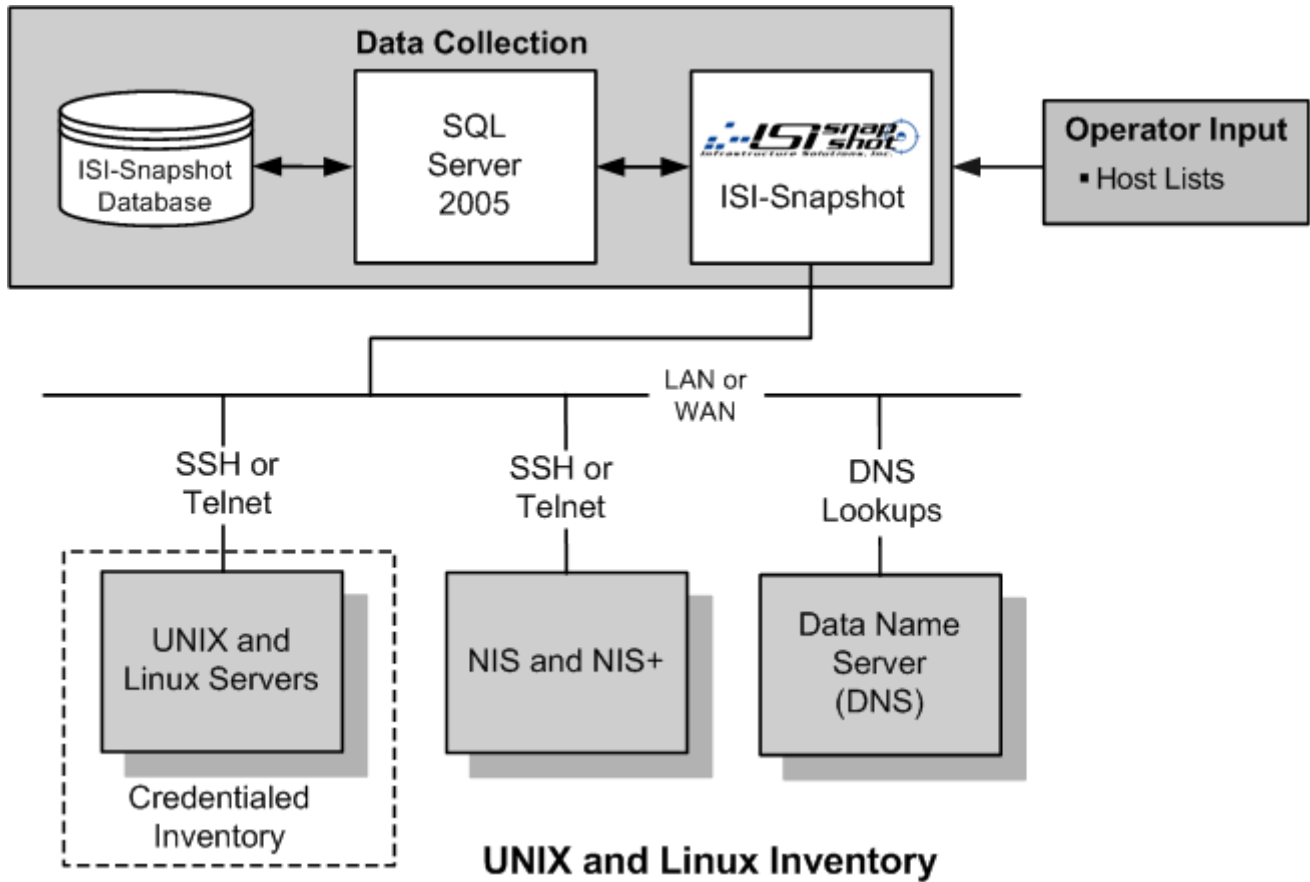 Data Collection
ISI-Snapshot
Database
SQL
Server
2005
ISI snap
shot
Infrastructure Solutions, Inc.
ISI-Snapshot
Operator Input
▪ Host Lists
LAN or
WAN
SSH or
Telnet
SSH or
Telnet
DNS
Lookups
UNIX and
Linux Servers
NIS and NIS+
Data Name
Server
(DNS)
Credentialed
Inventory
UNIX and Linux Inventory